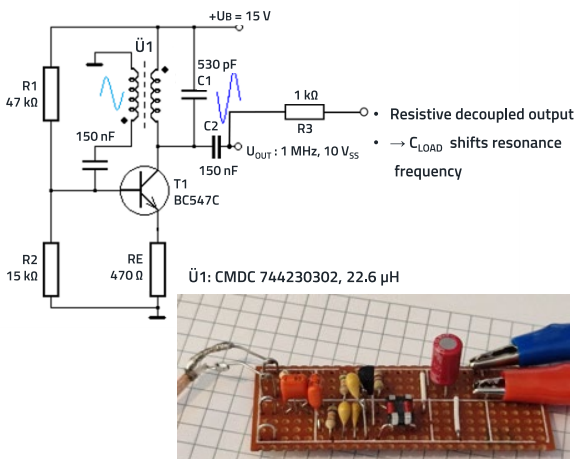 +UB = 15 V
Ü1
530 pF
C1
R1
47 kΩ
1 kΩ
R3
• Resistive decoupled output
150 nF
C2
UOUT : 1 MHz, 10 VSS
• → CLOAD shifts resonance
frequency
150 nF
T1
BC547C
R2
15 kΩ
RE
470 Ω
Ü1: CMDC 744230302, 22.6 µH